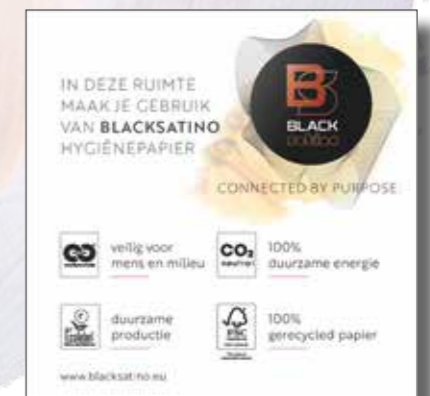 IN DEZE RUIMTE
MAAK JE GEBRUIK
VAN BLACKSATINO
HYGIËNEPAPIER
BLACK
CONNECTED BY PURPOSE
veilig voor
mens en milieu
CO₂
neutral
100%
duurzame energie
duurzame
productie
FSC
100%
gerecycled papier
www.blacksatino.eu